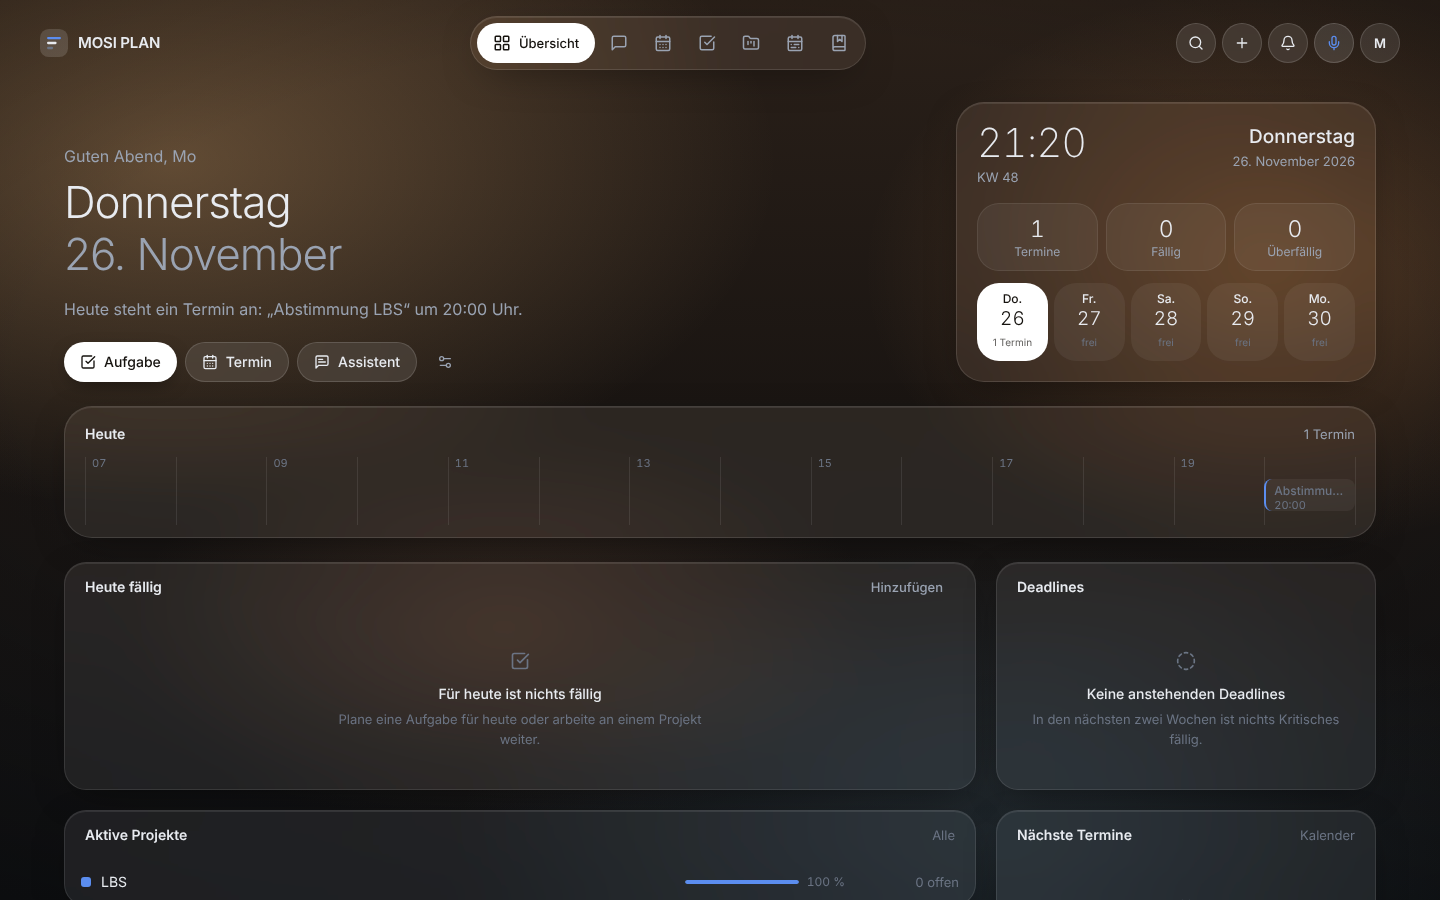 MOSI PLAN
Übersicht
M
Guten Abend, Mo
Donnerstag
26. November
Heute steht ein Termin an: „Abstimmung LBS“ um 20:00 Uhr.
Aufgabe
Termin
Assistent
21:20
KW 48
Donnerstag
26. November 2026
1
Termine
0
Fällig
0
Überfällig
Do.
26
1 Termin
Fr.
27
frei
Sa.
28
frei
So.
29
frei
Mo.
30
frei
Heute
1 Termin
07
09
11
13
15
17
19
Abstimmu...
20:00
Heute fällig
Hinzufügen
Für heute ist nichts fällig
Plane eine Aufgabe für heute oder arbeite an einem Projekt
weiter.
Deadlines
Keine anstehenden Deadlines
In den nächsten zwei Wochen ist nichts Kritisches
fällig.
Aktive Projekte
Alle
LBS
100 %
0 offen
Nächste Termine
Kalender